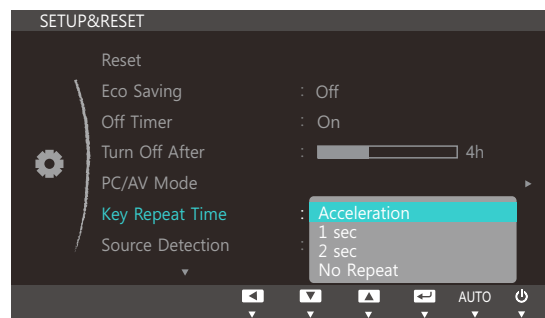 SETUP&RESET
Reset
Eco Saving : Off
Off Timer : On
Turn Off After : 4h
PC/AV Mode
Key Repeat Time : Acceleration
1 sec
Source Detection : 2 sec
No Repeat
AUTO